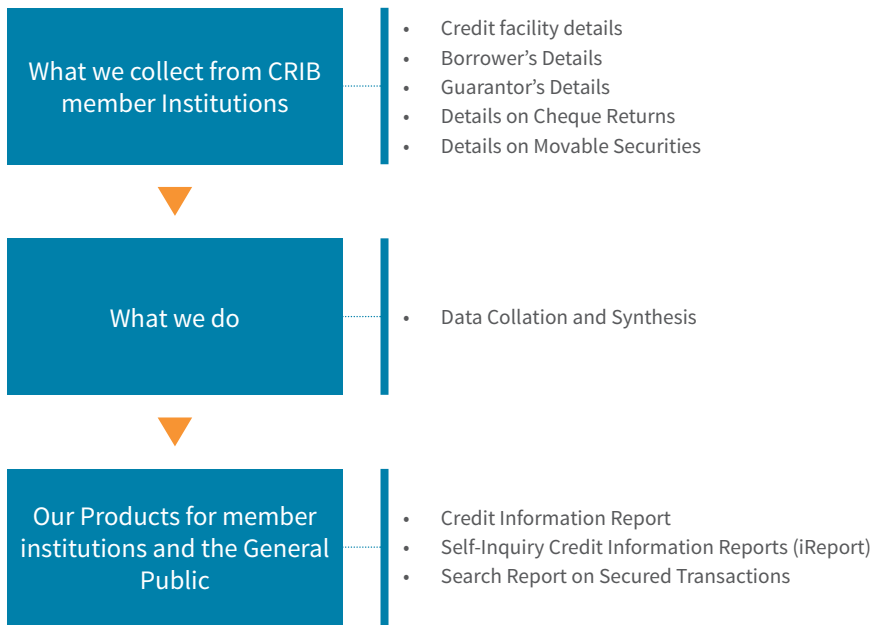 What we collect from CRIB
member Institutions
• Credit facility details
• Borrower’s Details
• Guarantor’s Details
• Details on Cheque Returns
• Details on Movable Securities
What we do
• Data Collation and Synthesis
Our Products for member
institutions and the General
Public
• Credit Information Report
• Self-Inquiry Credit Information Reports (iReport)
• Search Report on Secured Transactions